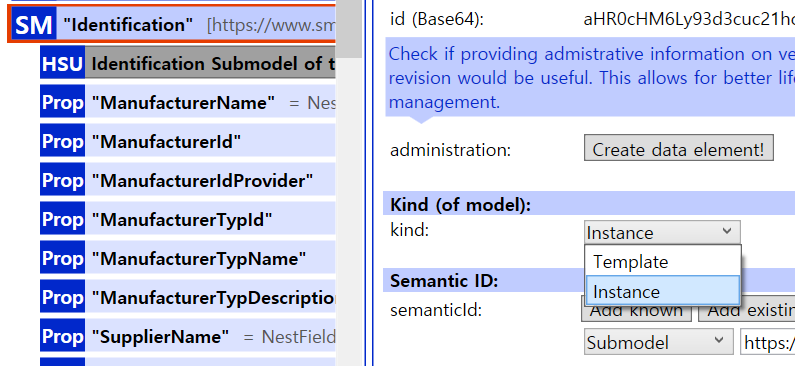 SM "Identification" [https://www.sm
HSU Identification Submodel of t
Prop "ManufacturerName" = Nes
Prop "ManufacturerId"
Prop "ManufacturerIdProvider"
Prop "ManufacturerTypId"
Prop "ManufacturerTypName"
Prop "ManufacturerTypDescription
Prop "SupplierName" = NestField
id (Base64): aHR0cHM6Ly93d3cuc21hc
Check if providing admistrative information on ve
revision would be useful. This allows for better life
management.
administration: Create data element!
Kind (of model):
kind: Instance
Template
Instance
Semantic ID:
semanticId: Add known Add existin
Submodel https:/